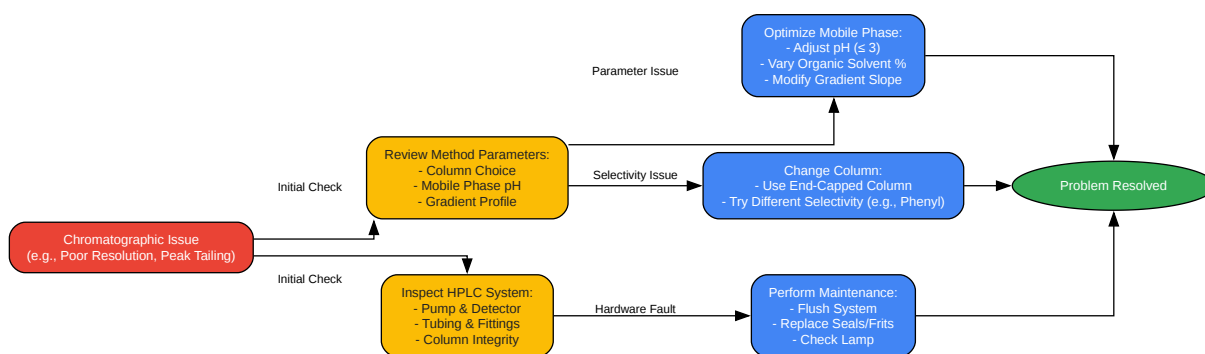 Chromatographic Issue
(e.g., Poor Resolution, Peak Tailing)
Initial Check
Initial Check
Review Method Parameters:
- Column Choice
- Mobile Phase pH
- Gradient Profile
Inspect HPLC System:
- Pump & Detector
- Tubing & Fittings
- Column Integrity
Parameter Issue
Selectivity Issue
Hardware Fault
Optimize Mobile Phase:
- Adjust pH (≤ 3)
- Vary Organic Solvent %
- Modify Gradient Slope
Change Column:
- Use End-Capped Column
- Try Different Selectivity (e.g., Phenyl)
Perform Maintenance:
- Flush System
- Replace Seals/Frits
- Check Lamp
Problem Resolved